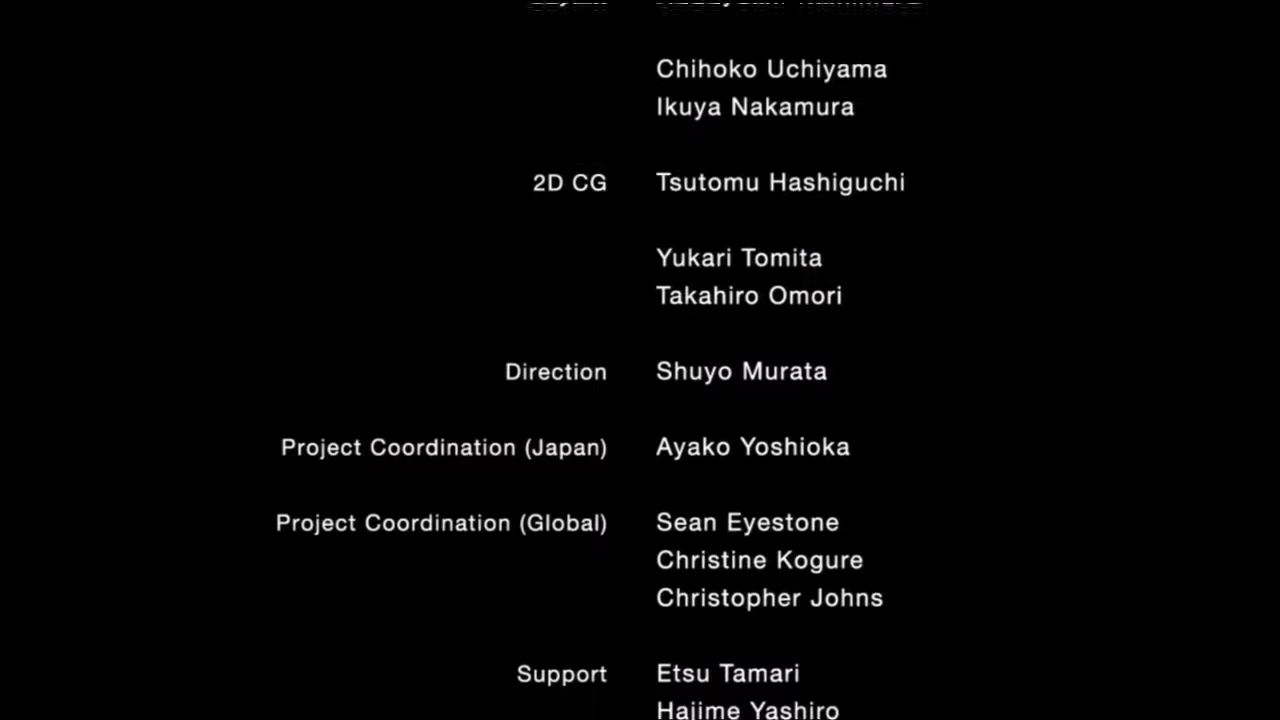 Chihoko Uchiyama
Ikuya Nakamura
2D CG Tsutomu Hashiguchi
Yukari Tomita
Takahiro Omori
Direction Shuyo Murata
Project Coordination (Japan) Ayako Yoshioka
Project Coordination (Global) Sean Eyestone
Christine Kogure
Christopher Johns
Support Etsu Tamari
Hajime Yashiro